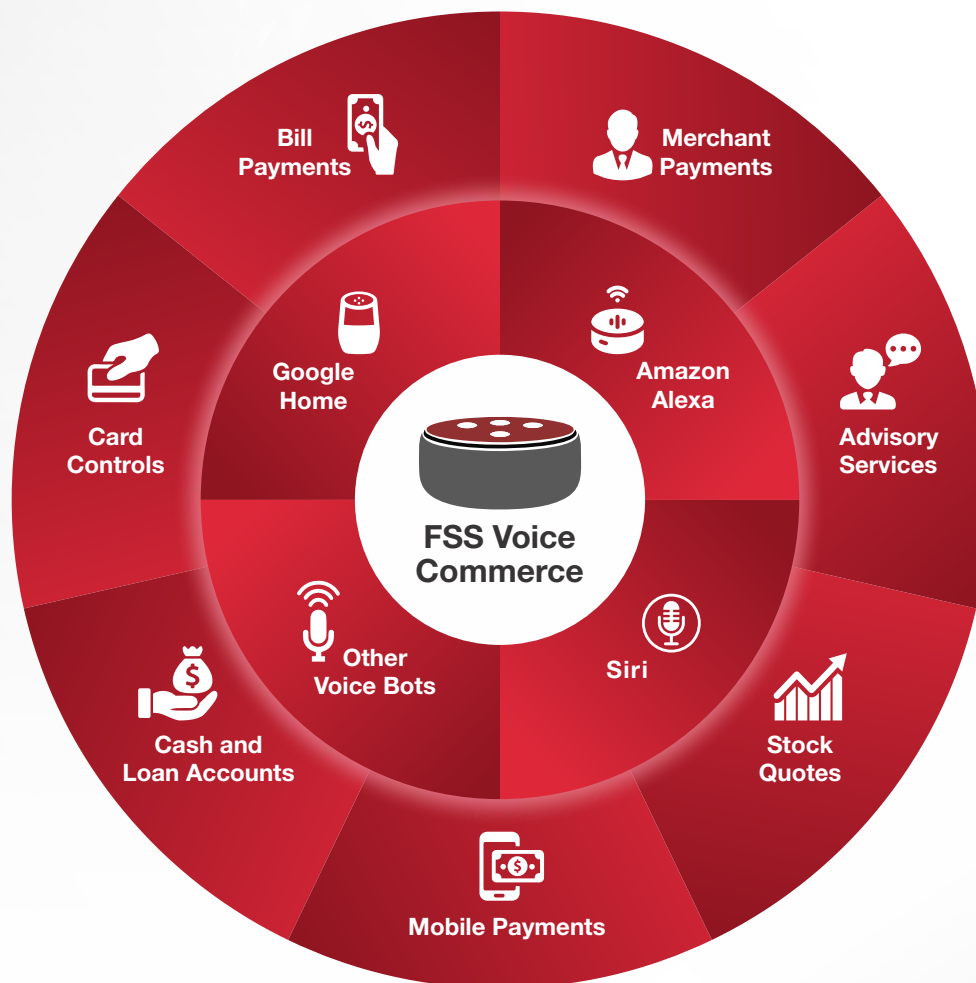 Bill
Payments
Merchant
Payments
Google
Home
Amazon
Alexa
Card
Controls
Advisory
Services
FSS Voice
Commerce
Other
Voice Bots
Siri
Cash and
Loan Accounts
Stock
Quotes
Mobile Payments